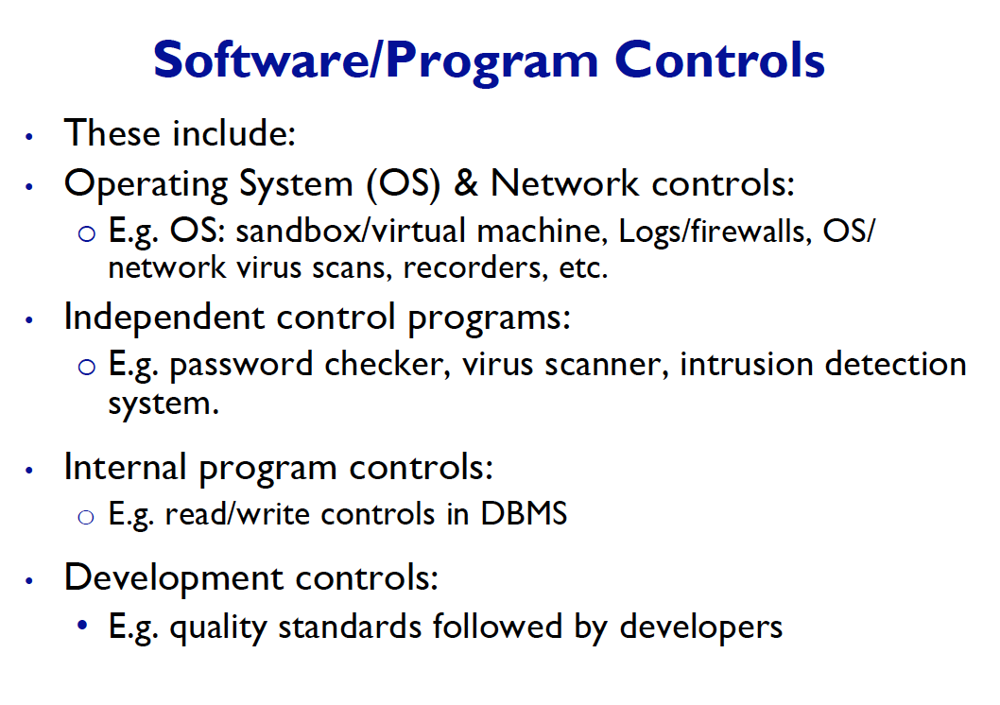 Software/Program Controls
• These include:
• Operating System (OS) & Network controls:
o E.g. OS: sandbox/virtual machine, Logs/firewalls, OS/
network virus scans, recorders, etc.
• Independent control programs:
o E.g. password checker, virus scanner, intrusion detection
system.
• Internal program controls:
o E.g. read/write controls in DBMS
• Development controls:
• E.g. quality standards followed by developers